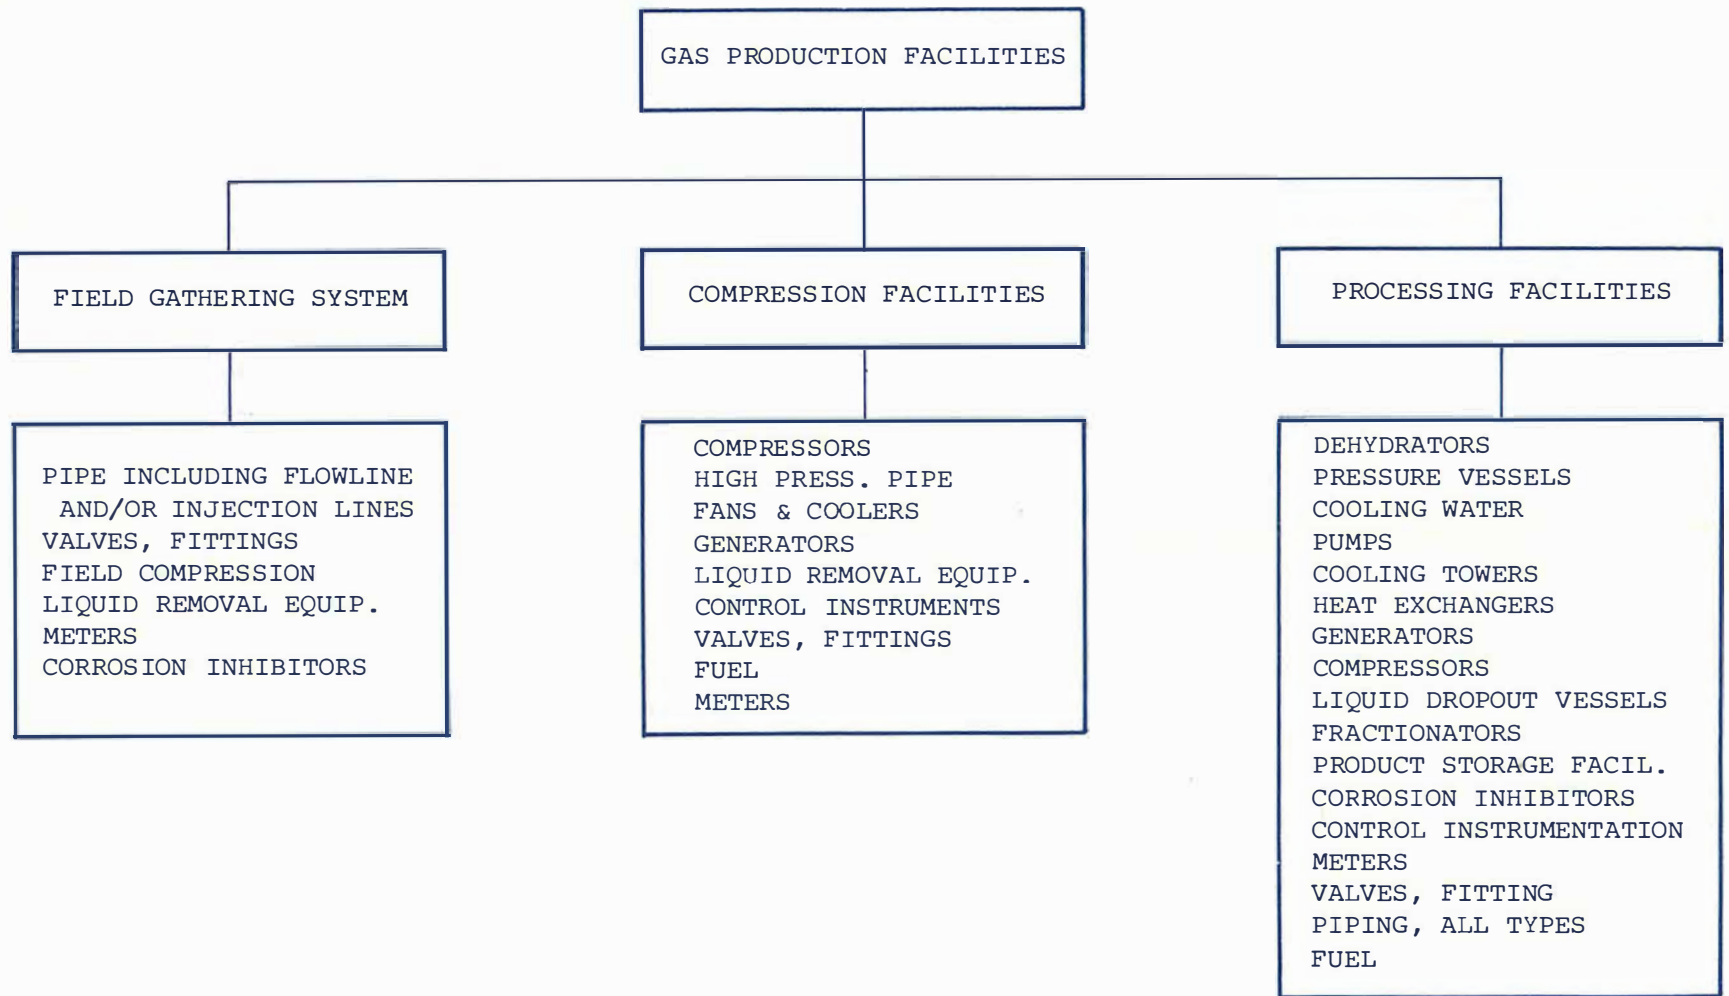 GAS PRODUCTION FACILITIES
FIELD GATHERING SYSTEM
COMPRESSION FACILITIES
PROCESSING FACILITIES
PIPE INCLUDING FLOWLINE
AND/OR INJECTION LINES
VALVES, FITTINGS
FIELD COMPRESSION
LIQUID REMOVAL EQUIP.
METERS
CORROSION INHIBITORS
COMPRESSORS
HIGH PRESS. PIPE
FANS & COOLERS
GENERATORS
LIQUID REMOVAL EQUIP.
CONTROL INSTRUMENTS
VALVES, FITTINGS
FUEL
METERS
DEHYDRATORS
PRESSURE VESSELS
COOLING WATER
PUMPS
COOLING TOWERS
HEAT EXCHANGERS
GENERATORS
COMPRESSORS
LIQUID DROPOUT VESSELS
FRACTIONATORS
PRODUCT STORAGE FACIL.
CORROSION INHIBITORS
CONTROL INSTRUMENTATION
METERS
VALVES, FITTING
PIPING, ALL TYPES
FUEL